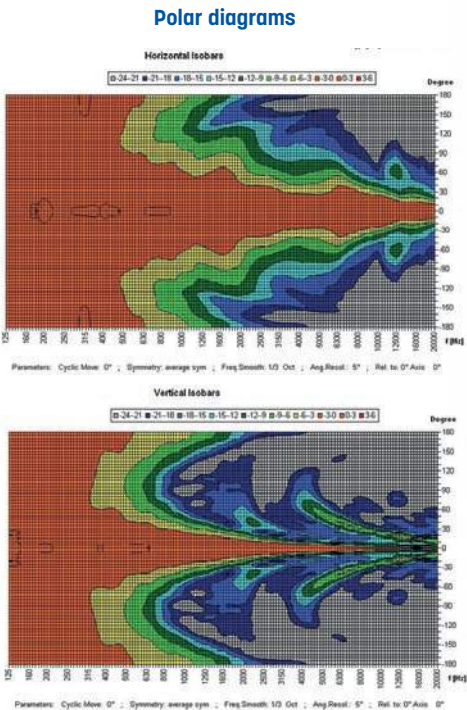 Polar diagrams
Horizontal Isobars
-24--21 -21--18 -18--15 -15--12 -12--9 -9--6 -6--3 -3-0 0-3 3-6
Degree
180
150
120
90
60
30
0
-30
-60
-90
-120
-150
-180
125 160 200 250 315 400 500 600 800 1000 1250 1600 2000 2500 3150 4000 5000 6300 8000 10000 12500 16000 20000
f [Hz]
Parameters: Cyclic Move: 0° ; Symmetry: average sym ; Freq.Smooth: 1/3 Oct ; Ang.Resol.: 5° ; Rel. to: 0° Axis 0°
Vertical Isobars
-24--21 -21--18 -18--15 -15--12 -12--9 -9--6 -6--3 -3-0 0-3 3-6
Degree
180
150
120
90
60
30
0
-30
-60
-90
-120
-150
-180
125 160 200 250 315 400 500 600 800 1000 1250 1600 2000 2500 3150 4000 5000 6300 8000 10000 12500 16000 20000
f [Hz]
Parameters: Cyclic Move: 0° ; Symmetry: average sym ; Freq.Smooth: 1/3 Oct ; Ang.Resol.: 5° ; Rel. to: 0° Axis 0°